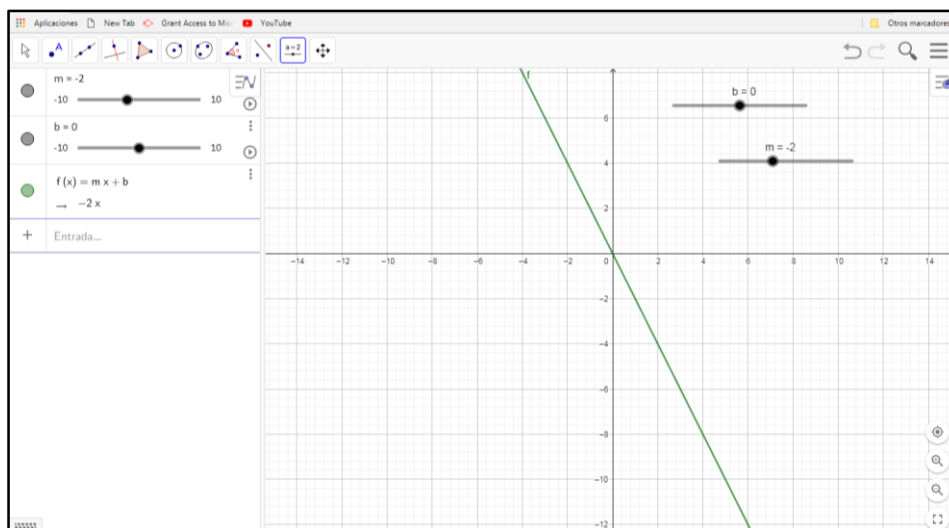 Aplicaciones New Tab Grant Access to Mic YouTube Otros marcadores
A a=2
m = -2
-10 10
b = 0
-10 10
f (x) = m x + b
→ -2 x
+ Entrada...
f
b = 0
m = -2
6
4
2
-14 -12 -10 -8 -6 -4 -2 0 2 4 6 8 10 12 14
-2
-4
-6
-8
-10
-12